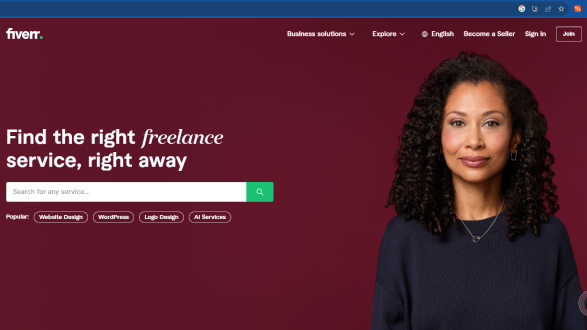 fiverr.
Business solutions
Explore
English
Become a Seller
Sign in
Join
Find the right freelance
service, right away
Search for any service...
Popular:
Website Design
WordPress
Logo Design
AI Services